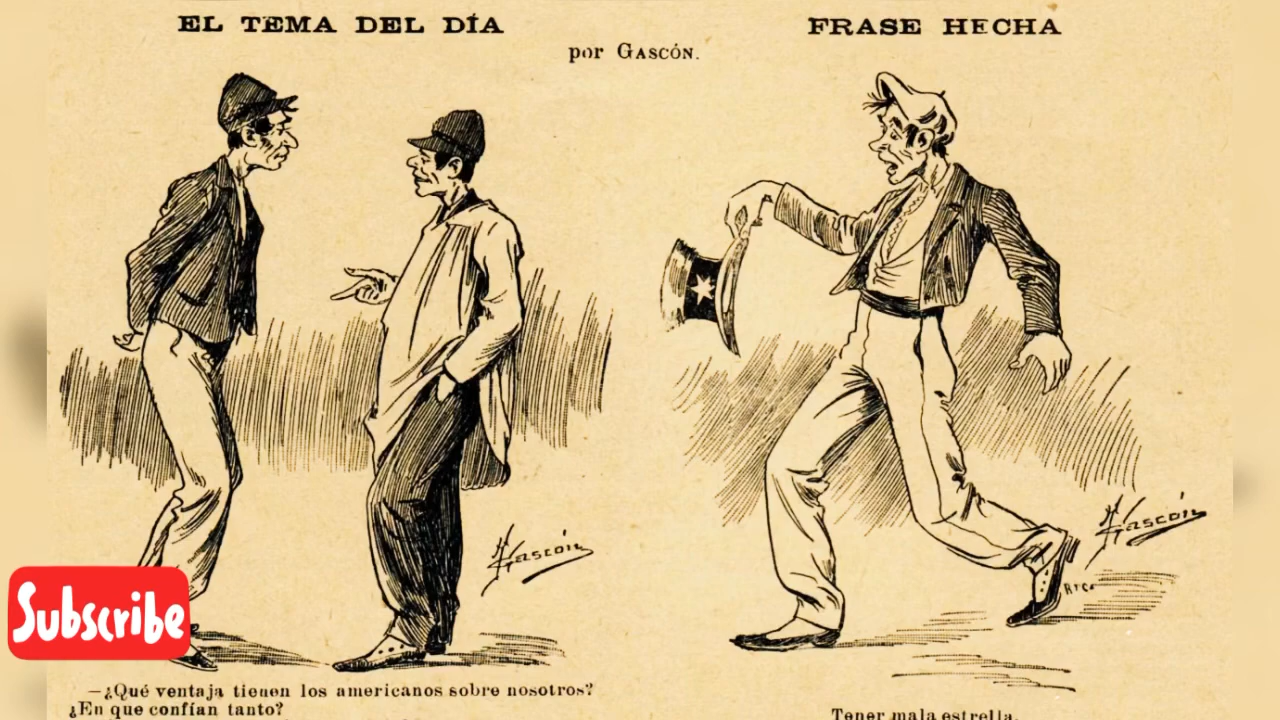 EL TEMA DEL DÍA
FRASE HECHA
por GASCÓN.
Gascón
Gascón
RTCo
Subscribe
—¿Qué ventaja tienen los americanos sobre nosotros?
¿En que confían tanto?
Tener mala estrella.